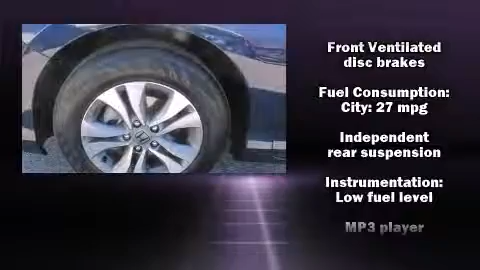 Front Ventilated
disc brakes
Fuel Consumption:
City: 27 mpg
Independent
rear suspension
Instrumentation:
Low fuel level
MP3 player